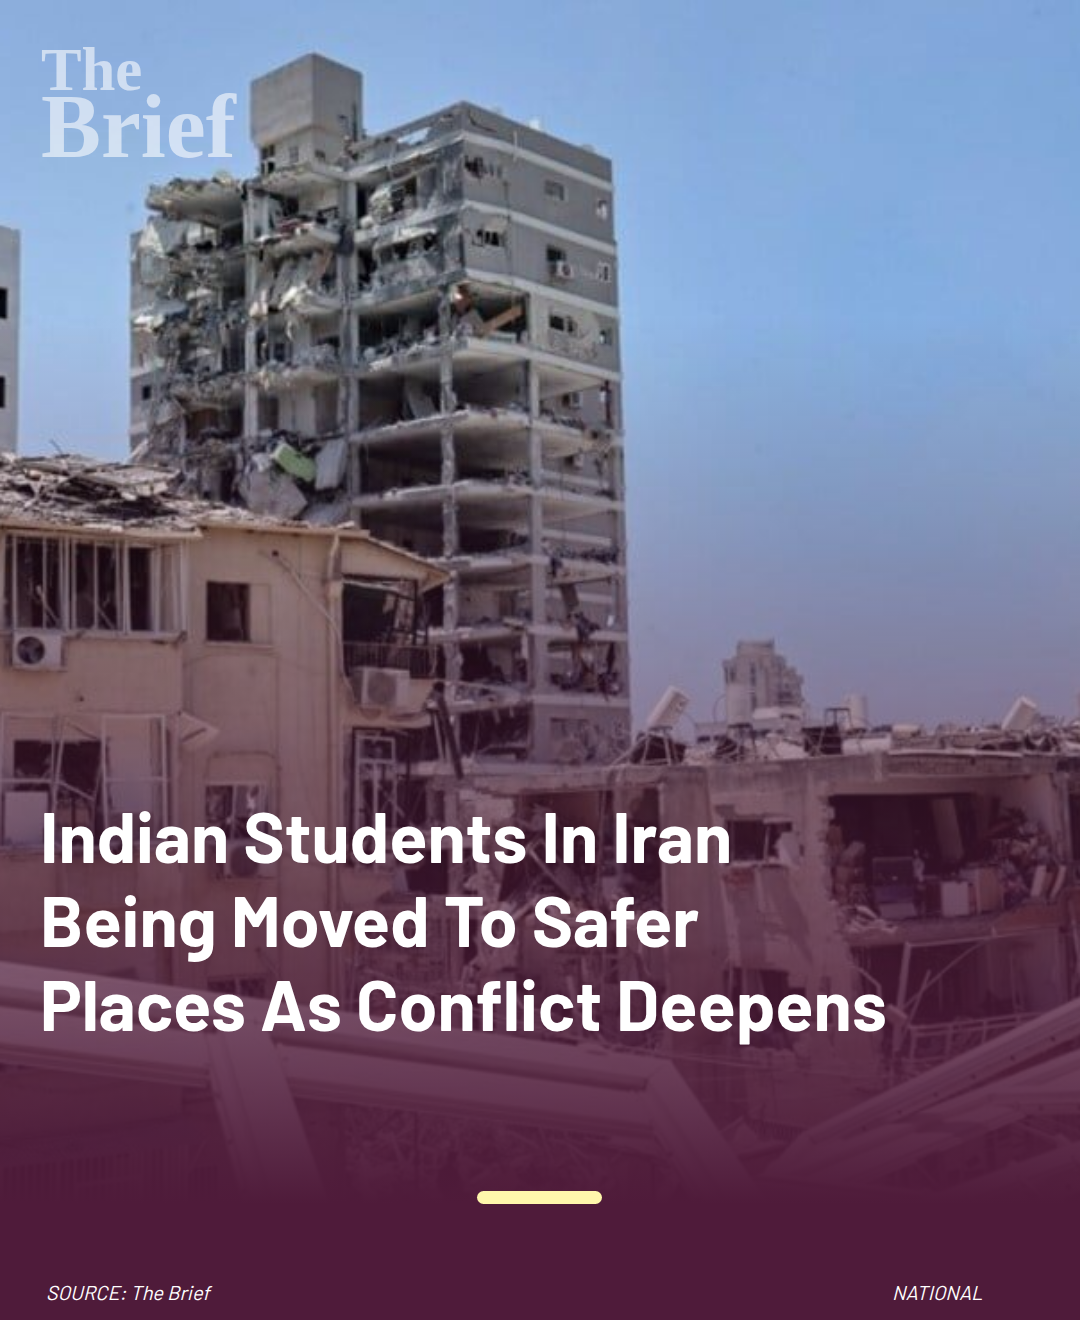 The
Brief
Indian Students In Iran
Being Moved To Safer
Places As Conflict Deepens
SOURCE: The Brief
NATIONAL